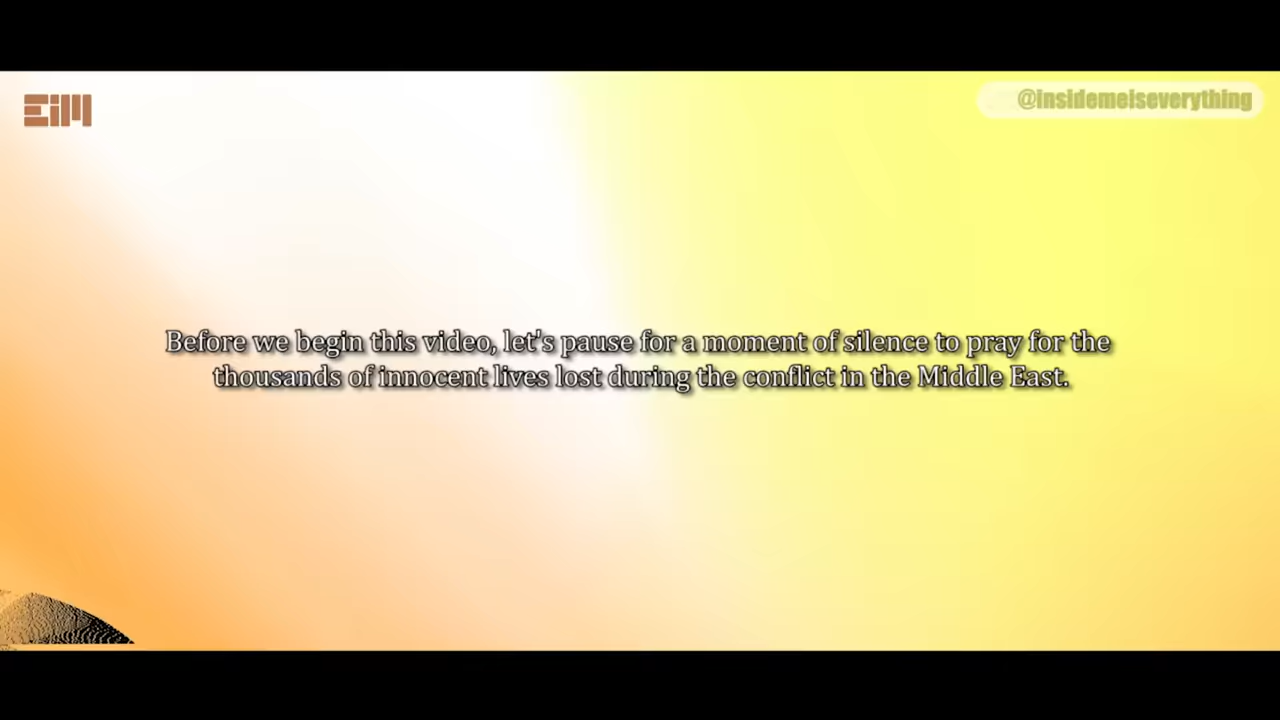 EiM
@insidemeiseverything
Before we begin this video, let's pause for a moment of silence to pray for the
thousands of innocent lives lost during the conflict in the Middle East.